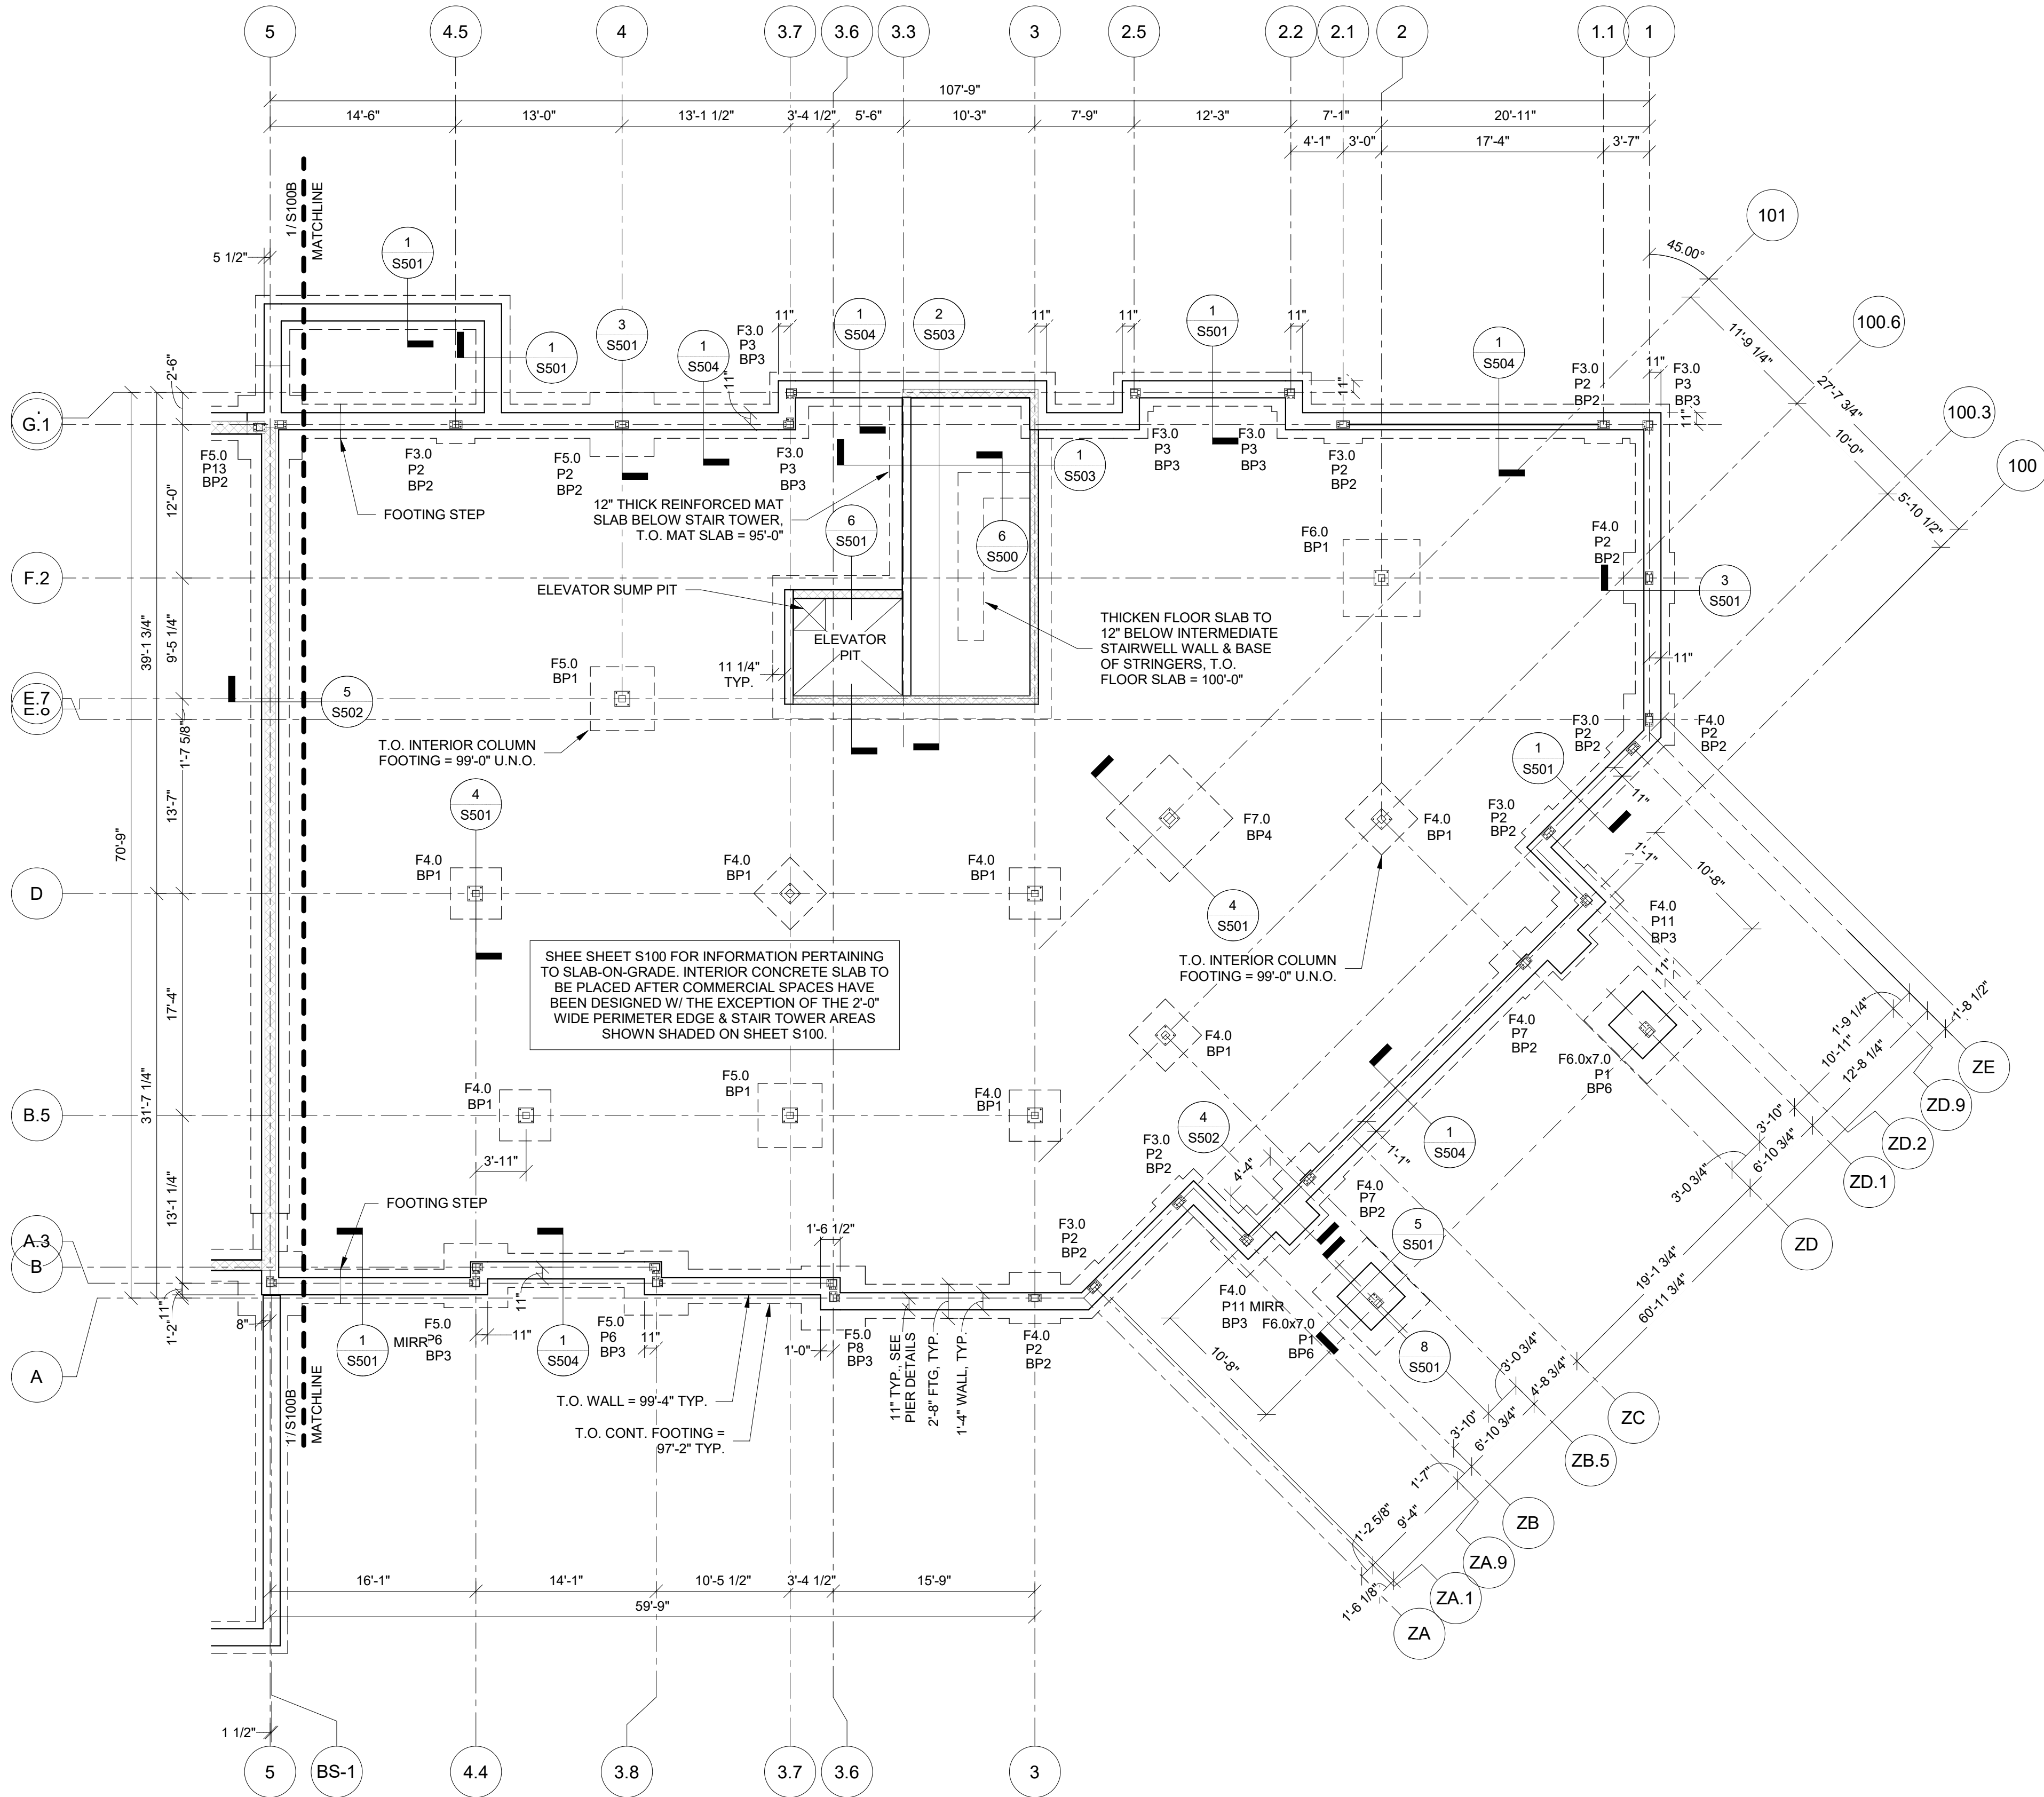 5
4.5
4
3.7
3.6
3.3
3
2.5
2.2
2.1
2
1.1
1
107'-9"
14'-6"
13'-0"
13'-1 1/2"
3'-4 1/2"
5'-6"
10'-3"
7'-9"
12'-3"
7'-1"
20'-11"
4'-1"
3'-0"
17'-4"
3'-7"
1/ S100B
MATCHLINE
5 1/2"
1
S501
1
S501
3
S501
1
S504
F3.0
P3
BP3
11"
11"
1
S504
2
S503
11"
11"
1
S501
11"
11"
1
S504
F3.0
P2
BP2
11"
F3.0
P3
BP3
11"
45.00°
101
100.6
100.3
100
11'-9 1/4"
27'-7 3/4"
10'-0"
5'-10 1/2"
G.1
F.2
E.7
D
B.5
A.3
B
A
2'-6"
12'-0"
39'-1 3/4"
9'-5 1/4"
1'-7 5/8"
13'-7"
70'-9"
17'-4"
31'-7 1/4"
13'-1 1/4"
1'-2"
11"
F5.0
P13
BP2
F3.0
P2
BP2
F5.0
P2
BP2
F3.0
P3
BP3
FOOTING STEP
12" THICK REINFORCED MAT
SLAB BELOW STAIR TOWER,
T.O. MAT SLAB = 95'-0"
1
S503
6
S501
6
S500
F3.0
P3
BP3
F3.0
P3
BP3
F3.0
P2
BP2
F6.0
BP1
F4.0
P2
BP2
3
S501
11"
ELEVATOR SUMP PIT
ELEVATOR
PIT
11 1/4"
TYP.
THICKEN FLOOR SLAB TO
12" BELOW INTERMEDIATE
STAIRWELL WALL & BASE
OF STRINGERS, T.O.
FLOOR SLAB = 100'-0"
F5.0
BP1
5
S502
T.O. INTERIOR COLUMN
FOOTING = 99'-0" U.N.O.
4
S501
F3.0
P2
BP2
F4.0
P2
BP2
1
S501
11"
F3.0
P2
BP2
F7.0
BP4
F4.0
BP1
4
S501
F4.0
BP1
F4.0
BP1
F4.0
BP1
1'-1"
10'-8"
F4.0
P11
BP3
11"
SHEE SHEET S100 FOR INFORMATION PERTAINING
TO SLAB-ON-GRADE. INTERIOR CONCRETE SLAB TO
BE PLACED AFTER COMMERCIAL SPACES HAVE
BEEN DESIGNED W/ THE EXCEPTION OF THE 2'-0"
WIDE PERIMETER EDGE & STAIR TOWER AREAS
SHOWN SHADED ON SHEET S100.
T.O. INTERIOR COLUMN
FOOTING = 99'-0" U.N.O.
F4.0
BP1
F4.0
P7
BP2
F6.0x7.0
P1
BP6
1'-9 1/4"
1'-8 1/2"
10'-11"
12'-8 1/4"
3'-10"
6'-10 3/4"
3'-0 3/4"
ZE
ZD.9
ZD.2
ZD.1
ZD
F4.0
BP1
3'-11"
F5.0
BP1
F4.0
BP1
4
S502
F3.0
P2
BP2
4'-4"
1'-1"
1
S504
F4.0
P7
BP2
5
S501
FOOTING STEP
1'-6 1/2"
F3.0
P2
BP2
8"
1
S501
MIRR
F5.0
P6
BP3
11"
11"
1
S504
F5.0
P6
BP3
11"
1'-0"
F5.0
P8
BP3
11" TYP., SEE
PIER DETAILS
2'-8" FTG, TYP.
1'-4" WALL, TYP.
F4.0
P2
BP2
F4.0
P11 MIRR
BP3
F6.0x7.0
P1
BP6
8
S501
10'-8"
19'-1 3/4"
60'-11 3/4"
3'-0 3/4"
4'-8 3/4"
3'-10"
6'-10 3/4"
1'-7"
1'-2 5/8"
9'-4"
1'-6 1/8"
ZC
ZB.5
ZB
ZA.9
ZA.1
ZA
1/ S100B
MATCHLINE
T.O. WALL = 99'-4" TYP.
T.O. CONT. FOOTING =
97'-2" TYP.
16'-1"
14'-1"
10'-5 1/2"
3'-4 1/2"
15'-9"
59'-9"
1 1/2"
5
BS-1
4.4
3.8
3.7
3.6
3